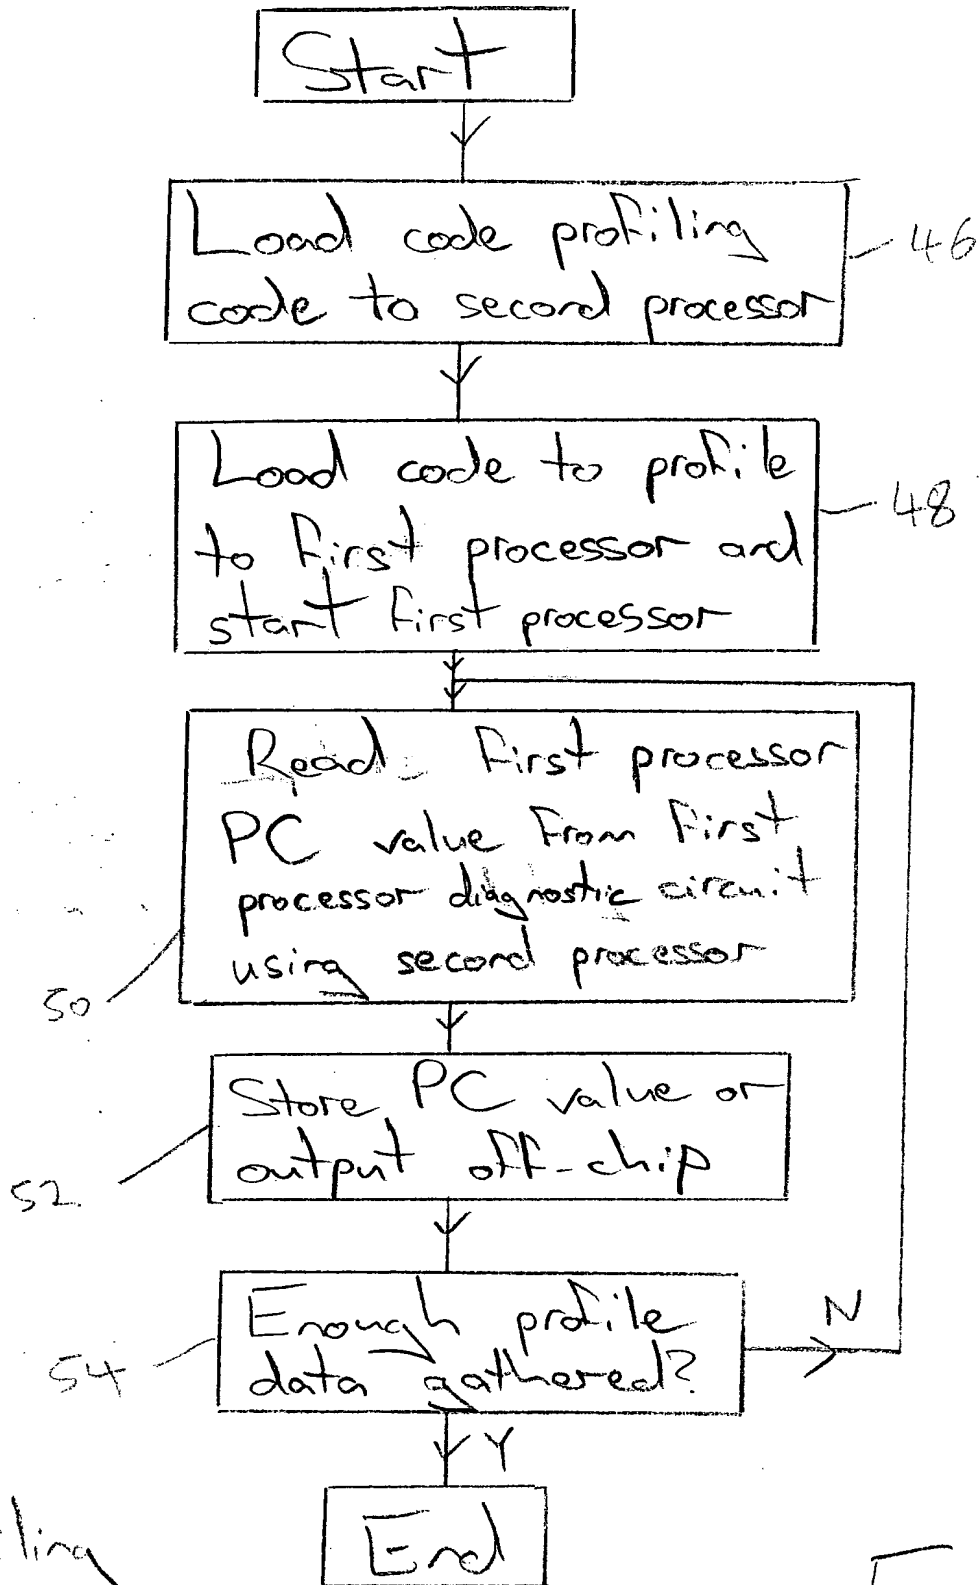 Start
Load code profiling
code to second processor
46
Load code to profile
to first processor and
start first processor
48
Read first processor
PC value from first
processor diagnostic circuit
using second processor
50
Store PC value or
output off-chip
52
Enough profile
data gathered?
54
N
Y
End